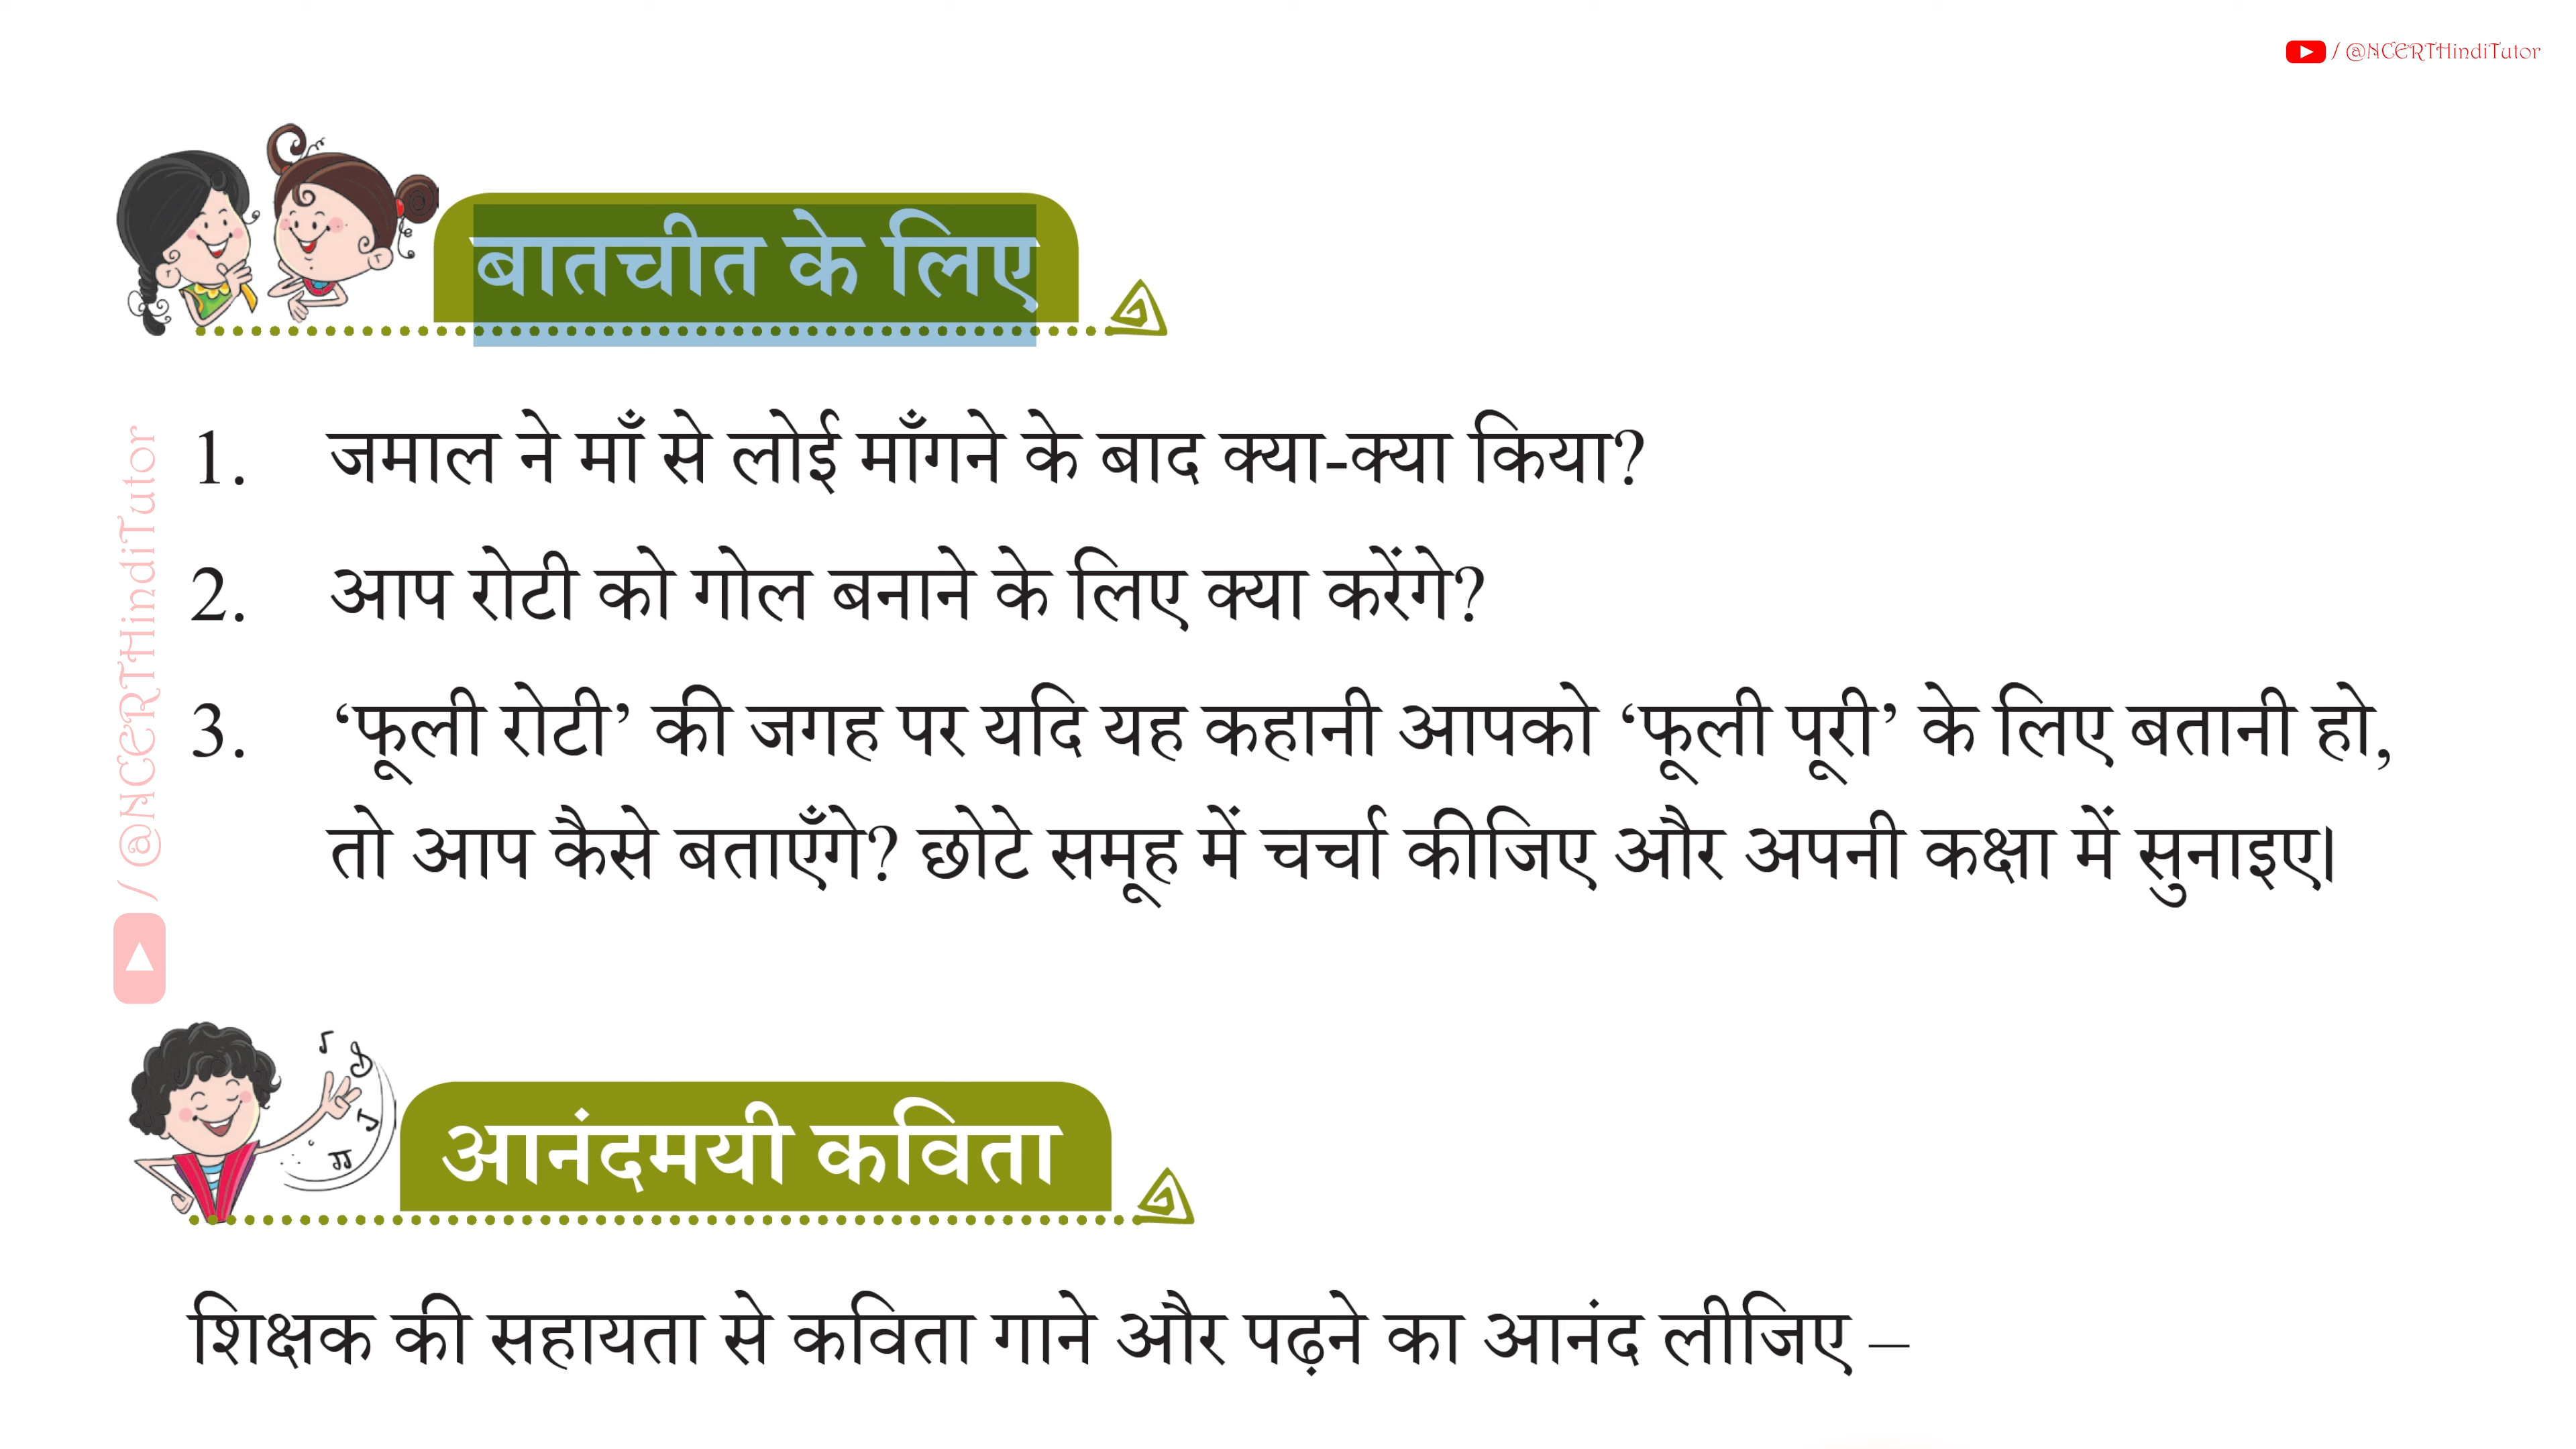 / @NCERTHindiTutor
बातचीत के लिए
1. जमाल ने माँ से लोई माँगने के बाद क्या-क्या किया?
2. आप रोटी को गोल बनाने के लिए क्या करेंगे?
3. ‘फूली रोटी’ की जगह पर यदि यह कहानी आपको ‘फूली पूरी’ के लिए बतानी हो,
तो आप कैसे बताएँगे? छोटे समूह में चर्चा कीजिए और अपनी कक्षा में सुनाइए।
/ @NCERTHindiTutor
आनंदमयी कविता
शिक्षक की सहायता से कविता गाने और पढ़ने का आनंद लीजिए –